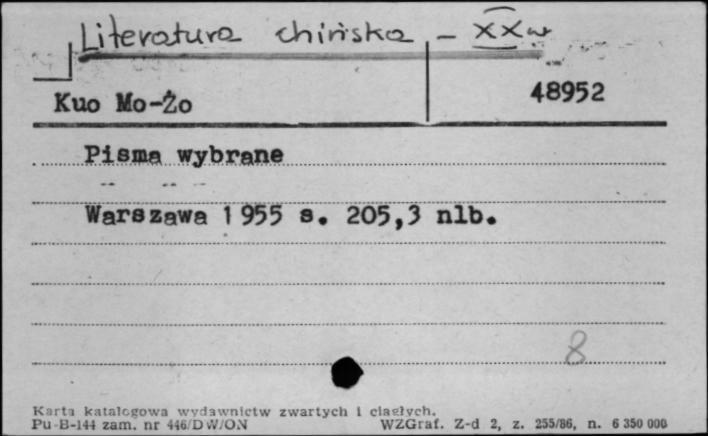 Literatura chińska – XX w
Kuo Mo-Żo 48952
Pisma wybrane
Warszawa 1955 s. 205,3 nlb.
8
Karta katalogowa wydawnictw zwartych i ciągłych.
Pu-B-144 zam. nr 446/DW/ON WZGraf. Z-d 2, z. 255/86, n. 6 350 000